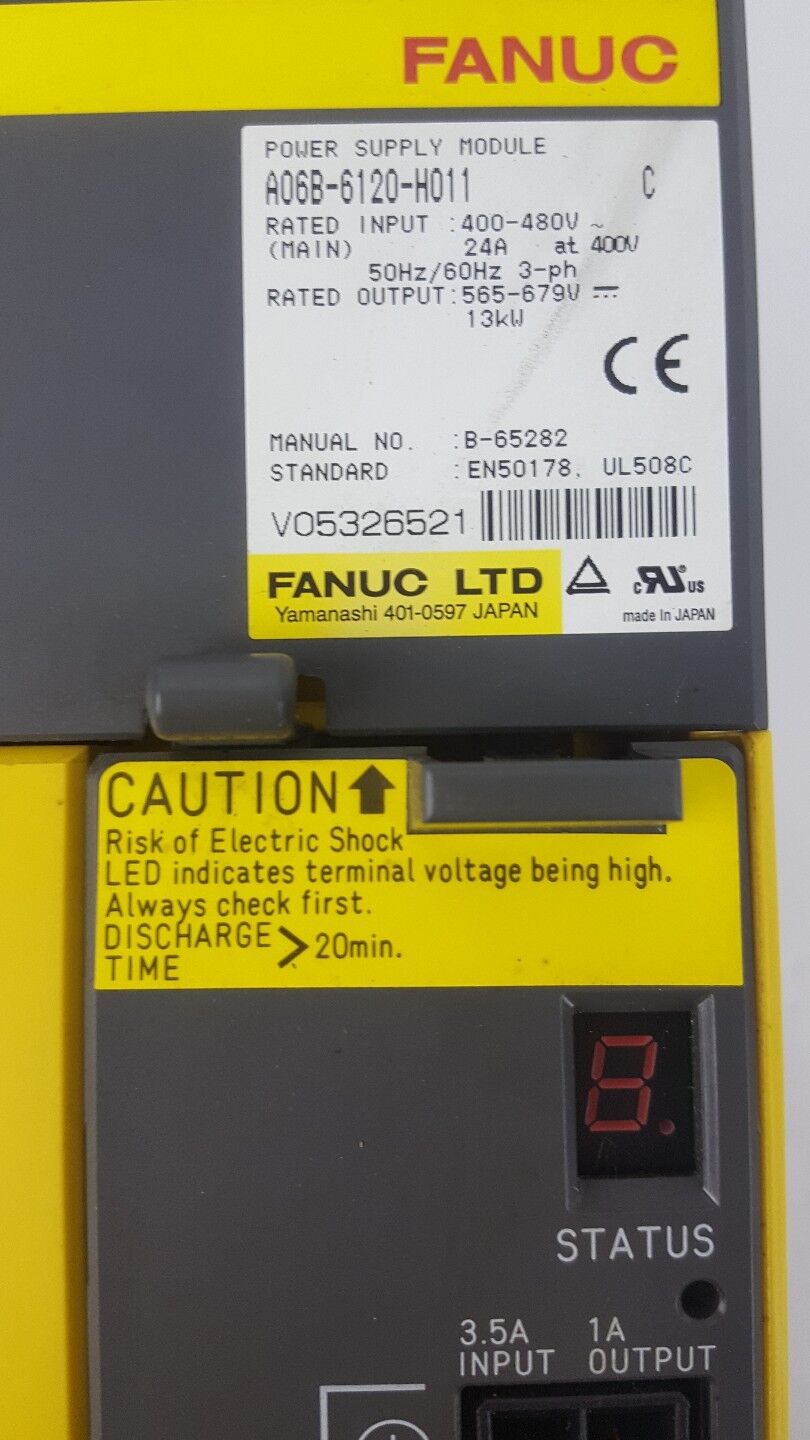 FANUC
POWER SUPPLY MODULE
A06B-6120-H011 C
RATED INPUT :400-480V ~
(MAIN) 24A at 400V
50Hz/60Hz 3-ph
RATED OUTPUT:565-679V ⎓
13kW
CE
MANUAL NO. :B-65282
STANDARD :EN50178, UL508C
V05326521
FANUC LTD
Yamanashi 401-0597 JAPAN
c RU® US
made In JAPAN
CAUTION
Risk of Electric Shock
LED indicates terminal voltage being high.
Always check first.
DISCHARGE
TIME > 20min.
8.
STATUS
3.5A 1A
INPUT OUTPUT